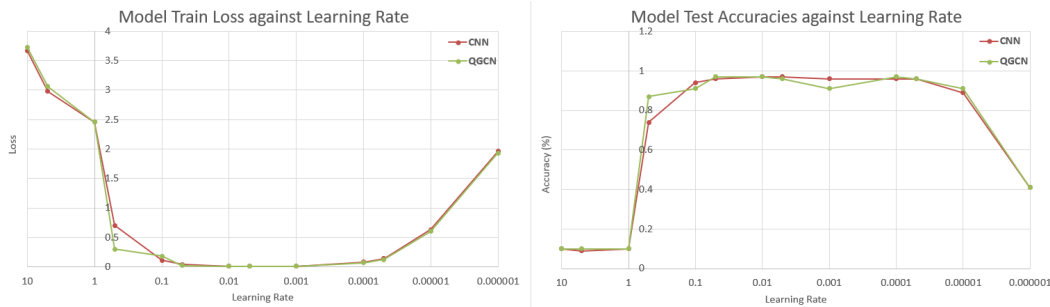 Model Train Loss against Learning Rate
4
3.5
3
2.5
2
1.5
1
0.5
0
Loss
CNN
QGCN
10 1 0.1 0.01 0.001 0.0001 0.00001 0.000001
Learning Rate
Model Test Accuracies against Learning Rate
1.2
1
0.8
0.6
0.4
0.2
0
Accuracy (%)
CNN
QGCN
10 1 0.1 0.01 0.001 0.0001 0.00001 0.000001
Learning Rate